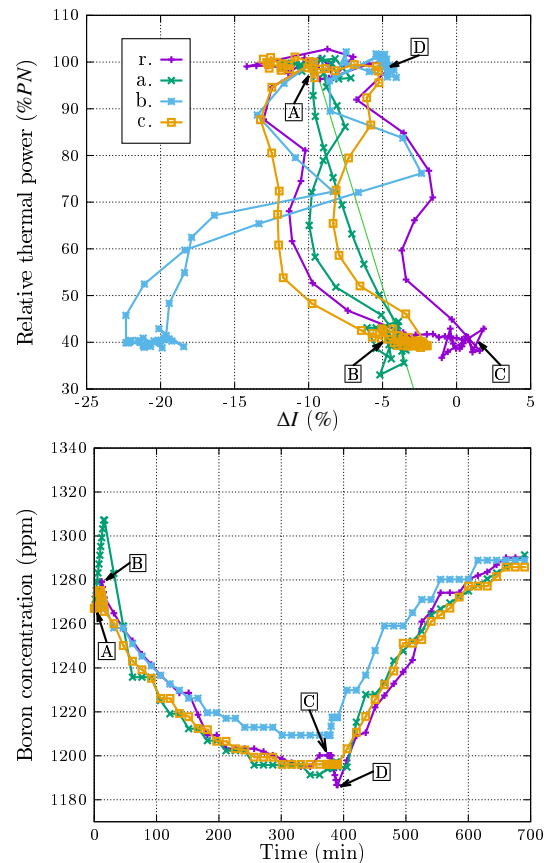 110
100
90
80
70
60
50
40
30
Relative thermal power (%PN)
r.
a.
b.
c.
A
B
C
D
-25 -20 -15 -10 -5 0 5
ΔI (%)
1340
1320
1300
1280
1260
1240
1220
1200
1180
Boron concentration (ppm)
B
A
C
D
0 100 200 300 400 500 600 700
Time (min)